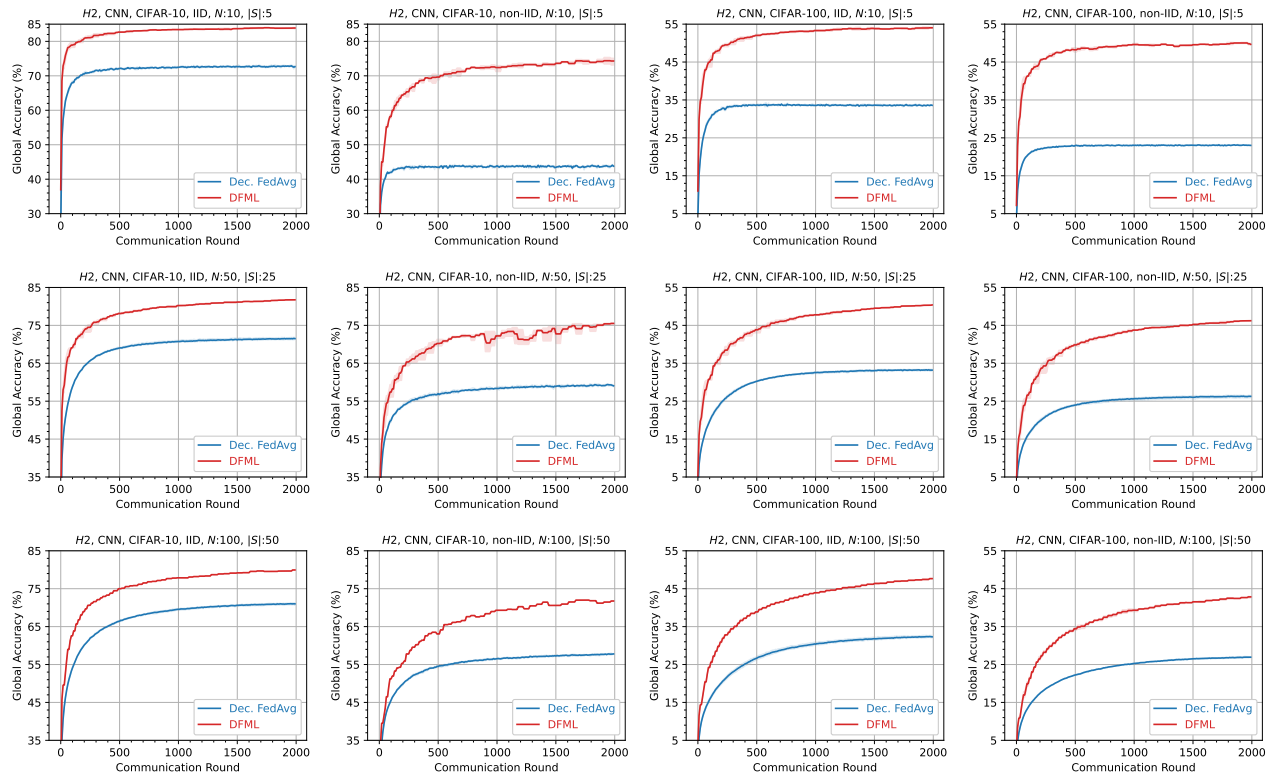 H2, CNN, CIFAR-10, IID, N:10, |S|:5
85
80
70
60
50
40
30
Global Accuracy (%)
Dec. FedAvg
DFML
0 500 1000 1500 2000
Communication Round
H2, CNN, CIFAR-10, non-IID, N:10, |S|:5
85
80
70
60
50
40
30
Global Accuracy (%)
Dec. FedAvg
DFML
0 500 1000 1500 2000
Communication Round
H2, CNN, CIFAR-100, IID, N:10, |S|:5
55
45
35
25
15
5
Global Accuracy (%)
Dec. FedAvg
DFML
0 500 1000 1500 2000
Communication Round
H2, CNN, CIFAR-100, non-IID, N:10, |S|:5
55
45
35
25
15
5
Global Accuracy (%)
Dec. FedAvg
DFML
0 500 1000 1500 2000
Communication Round
H2, CNN, CIFAR-10, IID, N:50, |S|:25
85
75
65
55
45
35
Global Accuracy (%)
Dec. FedAvg
DFML
0 500 1000 1500 2000
Communication Round
H2, CNN, CIFAR-10, non-IID, N:50, |S|:25
85
75
65
55
45
35
Global Accuracy (%)
Dec. FedAvg
DFML
0 500 1000 1500 2000
Communication Round
H2, CNN, CIFAR-100, IID, N:50, |S|:25
55
45
35
25
15
5
Global Accuracy (%)
Dec. FedAvg
DFML
0 500 1000 1500 2000
Communication Round
H2, CNN, CIFAR-100, non-IID, N:50, |S|:25
55
45
35
25
15
5
Global Accuracy (%)
Dec. FedAvg
DFML
0 500 1000 1500 2000
Communication Round
H2, CNN, CIFAR-10, IID, N:100, |S|:50
85
75
65
55
45
35
Global Accuracy (%)
Dec. FedAvg
DFML
0 500 1000 1500 2000
Communication Round
H2, CNN, CIFAR-10, non-IID, N:100, |S|:50
85
75
65
55
45
35
Global Accuracy (%)
Dec. FedAvg
DFML
0 500 1000 1500 2000
Communication Round
H2, CNN, CIFAR-100, IID, N:100, |S|:50
55
45
35
25
15
5
Global Accuracy (%)
Dec. FedAvg
DFML
0 500 1000 1500 2000
Communication Round
H2, CNN, CIFAR-100, non-IID, N:100, |S|:50
55
45
35
25
15
5
Global Accuracy (%)
Dec. FedAvg
DFML
0 500 1000 1500 2000
Communication Round